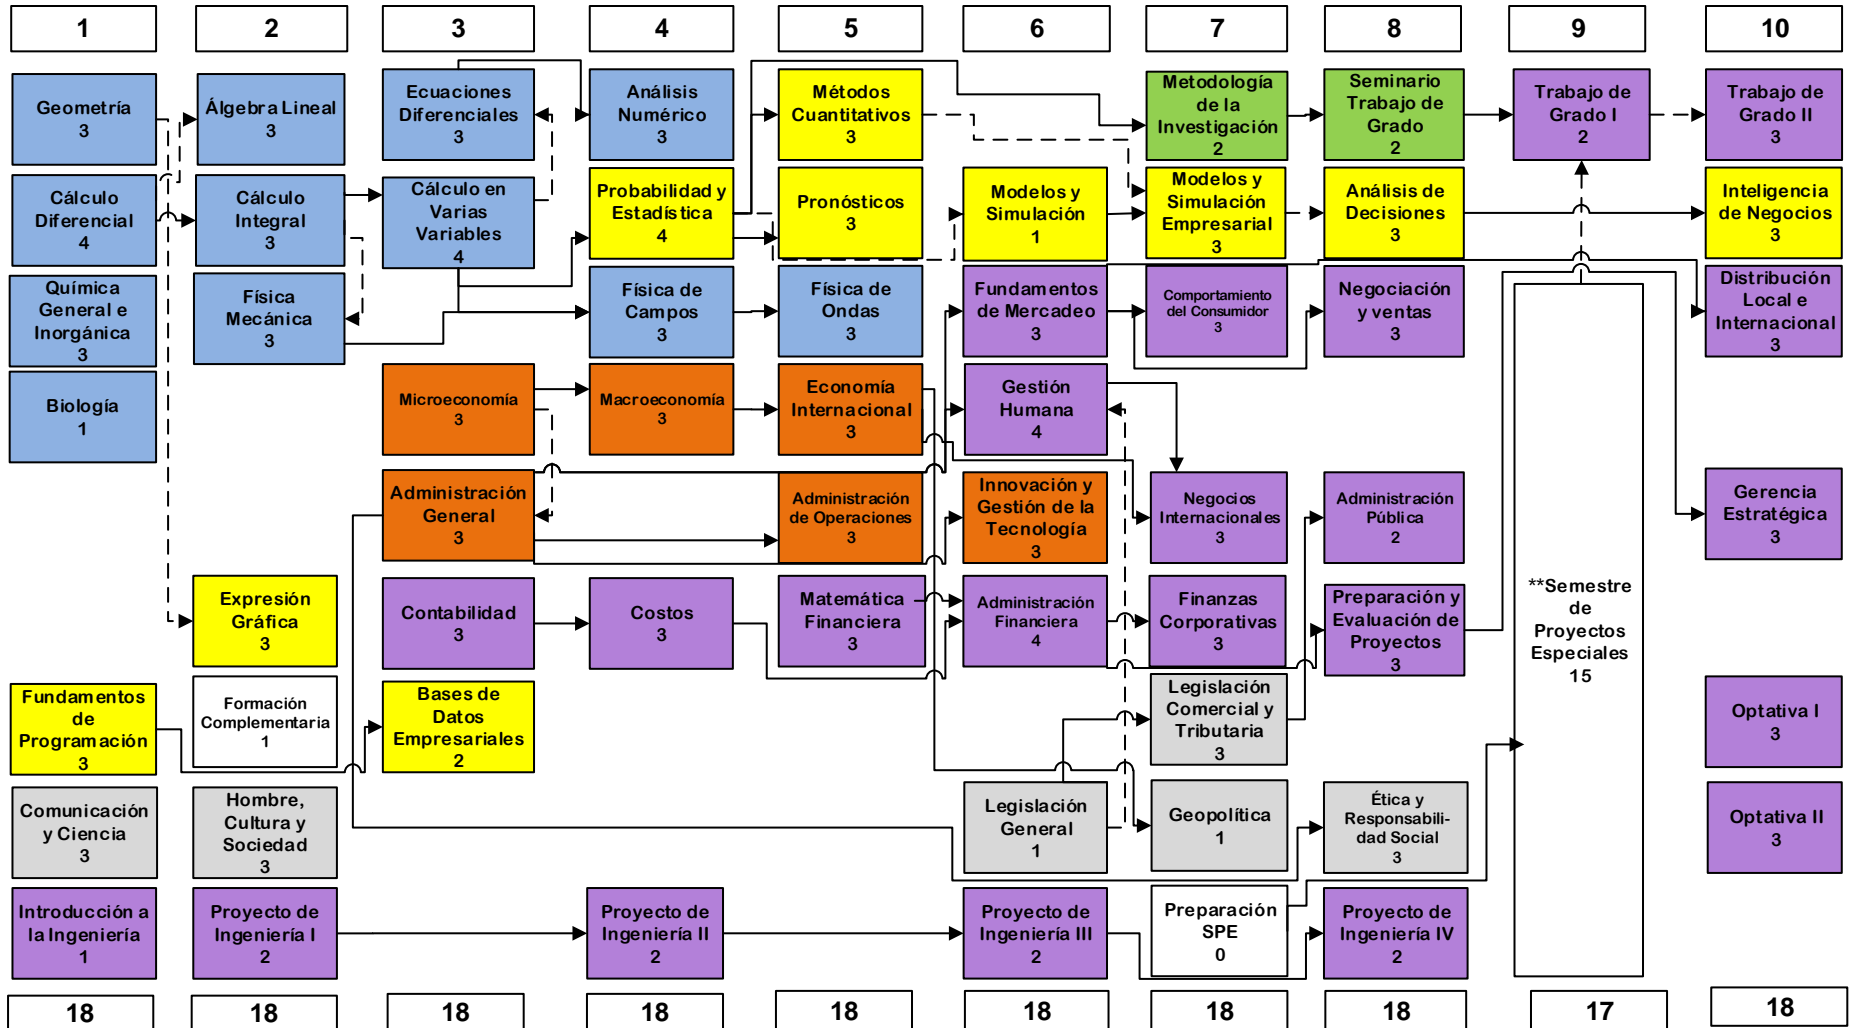 1
2
3
4
5
6
7
8
9
10
Geometría
3
Álgebra Lineal
3
Ecuaciones
Diferenciales
3
Análisis
Numérico
3
Métodos
Cuantitativos
3
Metodología
de la
Investigación
2
Seminario
Trabajo de
Grado
2
Trabajo de
Grado I
2
Trabajo de
Grado II
3
Cálculo
Diferencial
4
Cálculo
Integral
3
Cálculo en
Varias
Variables
4
Probabilidad y
Estadística
4
Pronósticos
3
Modelos y
Simulación
1
Modelos y
Simulación
Empresarial
3
Análisis de
Decisiones
3
Inteligencia
de Negocios
3
Química
General e
Inorgánica
3
Física
Mecánica
3
Física de
Campos
3
Física de
Ondas
3
Fundamentos
de Mercadeo
3
Comportamiento
del Consumidor
3
Negociación
y ventas
3
Distribución
Local e
Internacional
3
Biología
1
Microeconomía
3
Macroeconomía
3
Economía
Internacional
3
Gestión
Humana
4
Administración
General
3
Administración
de Operaciones
3
Innovación y
Gestión de la
Tecnología
3
Negocios
Internacionales
3
Administración
Pública
2
Gerencia
Estratégica
3
Expresión
Gráfica
3
Contabilidad
3
Costos
3
Matemática
Financiera
3
Administración
Financiera
4
Finanzas
Corporativas
3
Preparación y
Evaluación de
Proyectos
3
**Semestre
de
Proyectos
Especiales
15
Fundamentos
de
Programación
3
Formación
Complementaria
1
Bases de
Datos
Empresariales
2
Legislación
Comercial y
Tributaria
3
Optativa I
3
Comunicación
y Ciencia
3
Hombre,
Cultura y
Sociedad
3
Legislación
General
1
Geopolítica
1
Ética y
Responsabili-
dad Social
3
Optativa II
3
Introducción a
la Ingeniería
1
Proyecto de
Ingeniería I
2
Proyecto de
Ingeniería II
2
Proyecto de
Ingeniería III
2
Preparación
SPE
0
Proyecto de
Ingeniería IV
2
18
18
18
18
18
18
18
18
17
18